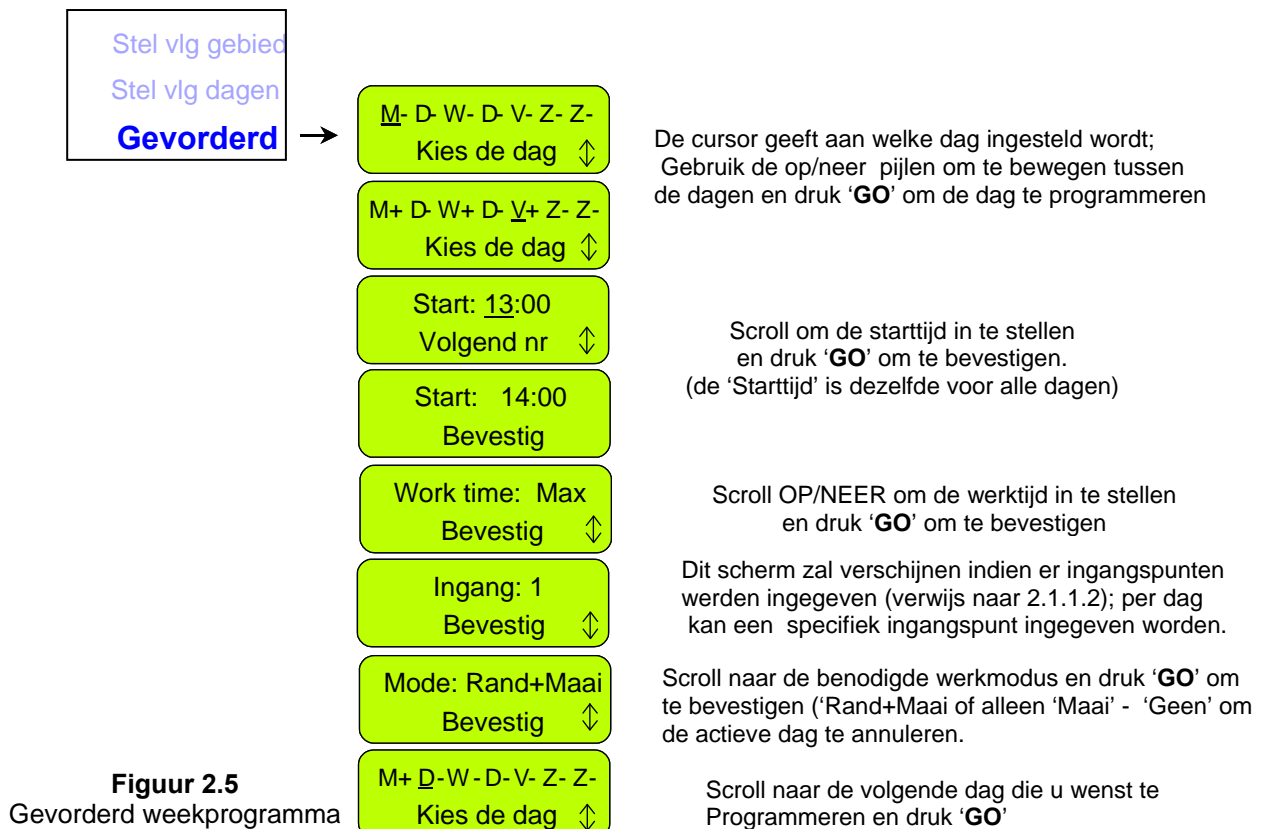 Stel vlg gebied
Stel vlg dagen
Gevorderd
M- D- W- D- V- Z- Z-
Kies de dag
De cursor geeft aan welke dag ingesteld wordt;
Gebruik de op/neer pijlen om te bewegen tussen
de dagen en druk ‘GO’ om de dag te programmeren
M+ D- W+ D- V+ Z- Z-
Kies de dag
Start: 13:00
Volgend nr
Scroll om de starttijd in te stellen
en druk ‘GO’ om te bevestigen.
(de ‘Starttijd’ is dezelfde voor alle dagen)
Start: 14:00
Bevestig
Work time: Max
Bevestig
Scroll OP/NEER om de werktijd in te stellen
en druk ‘GO’ om te bevestigen
Ingang: 1
Bevestig
Dit scherm zal verschijnen indien er ingangspunten
werden ingegeven (verwijs naar 2.1.1.2); per dag
kan een specifiek ingangspunt ingegeven worden.
Mode: Rand+Maai
Bevestig
Scroll naar de benodigde werkmodus en druk ‘GO’ om
te bevestigen (‘Rand+Maai of alleen ‘Maai’ - ‘Geen’ om
de actieve dag te annuleren.
M+ D- W - D- V- Z- Z-
Kies de dag
Scroll naar de volgende dag die u wenst te
Programmeren en druk ‘GO’
Figuur 2.5
Gevorderd weekprogramma